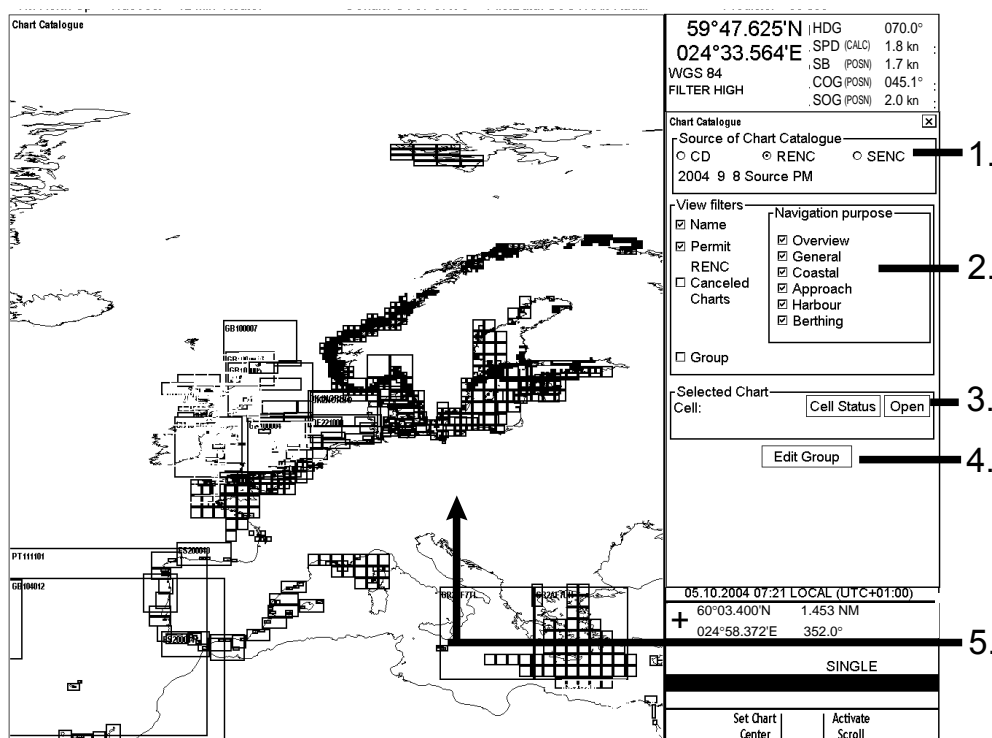 Chart Catalogue
GB100007
PT111101
GB104012
59°47.625'N
024°33.564'E
WGS 84
FILTER HIGH
HDG 070.0°
SPD (CALC) 1.8 kn
SB (POSN) 1.7 kn
COG (POSN) 045.1°
SOG (POSN) 2.0 kn
Chart Catalogue
Source of Chart Catalogue
CD RENC SENC
2004 9 8 Source PM
1.
View filters
Name
Permit
RENC
Canceled
Charts
Group
Navigation purpose
Overview
General
Coastal
Approach
Harbour
Berthing
2.
Selected Chart
Cell: Cell Status Open
3.
Edit Group
4.
05.10.2004 07:21 LOCAL (UTC+01:00)
60°03.400'N 1.453 NM
024°58.372'E 352.0°
5.
SINGLE
Set Chart
Center
Activate
Scroll